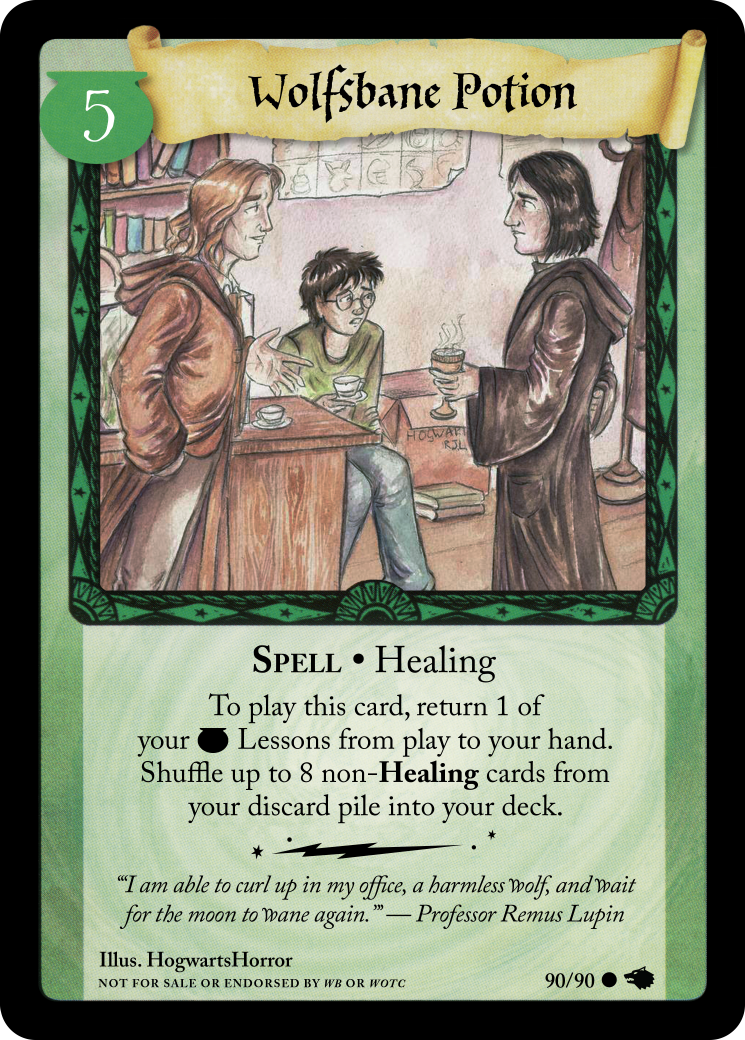 Wolfsbane Potion
5
HOGWAR
RJL
SPELL • Healing
To play this card, return 1 of
your Lessons from play to your hand.
Shuffle up to 8 non-Healing cards from
your discard pile into your deck.
“‘I am able to curl up in my office, a harmless wolf, and wait
for the moon to wane again.’” — Professor Remus Lupin
Illus. HogwartsHorror
NOT FOR SALE OR ENDORSED BY WB OR WOTC
90/90